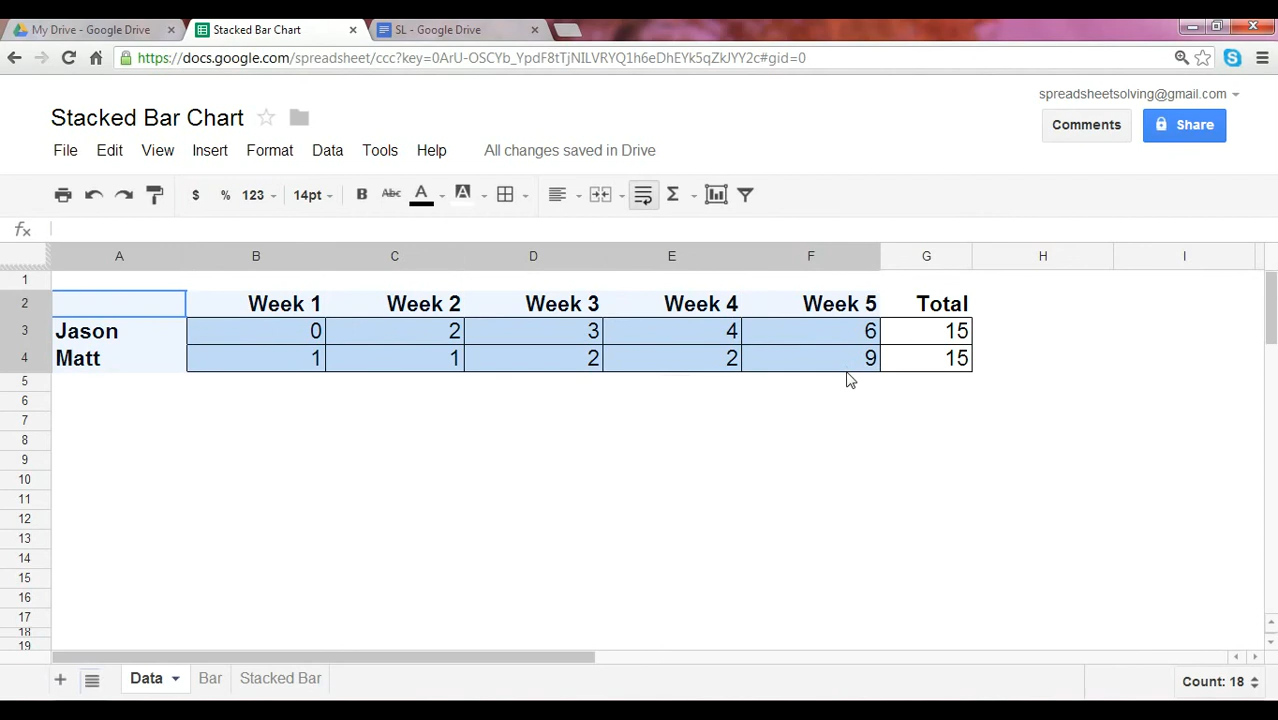 My Drive - Google Drive
Stacked Bar Chart
SL - Google Drive
https://docs.google.com/spreadsheet/ccc?key=0ArU-OSCYb_YpdF8tTjNILVRYQ1h6eDhEYk5qZkJYY2c#gid=0
spreadsheetsolving@gmail.com
Stacked Bar Chart
Comments
Share
File Edit View Insert Format Data Tools Help All changes saved in Drive
$ % 123 14pt B Abc A A Σ
fx
A B C D E F G H I
1
2 Week 1 Week 2 Week 3 Week 4 Week 5 Total
3 Jason 0 2 3 4 6 15
4 Matt 1 1 2 2 9 15
5
6
7
8
9
10
11
12
13
14
15
16
17
18
19
+ Data Bar Stacked Bar Count: 18